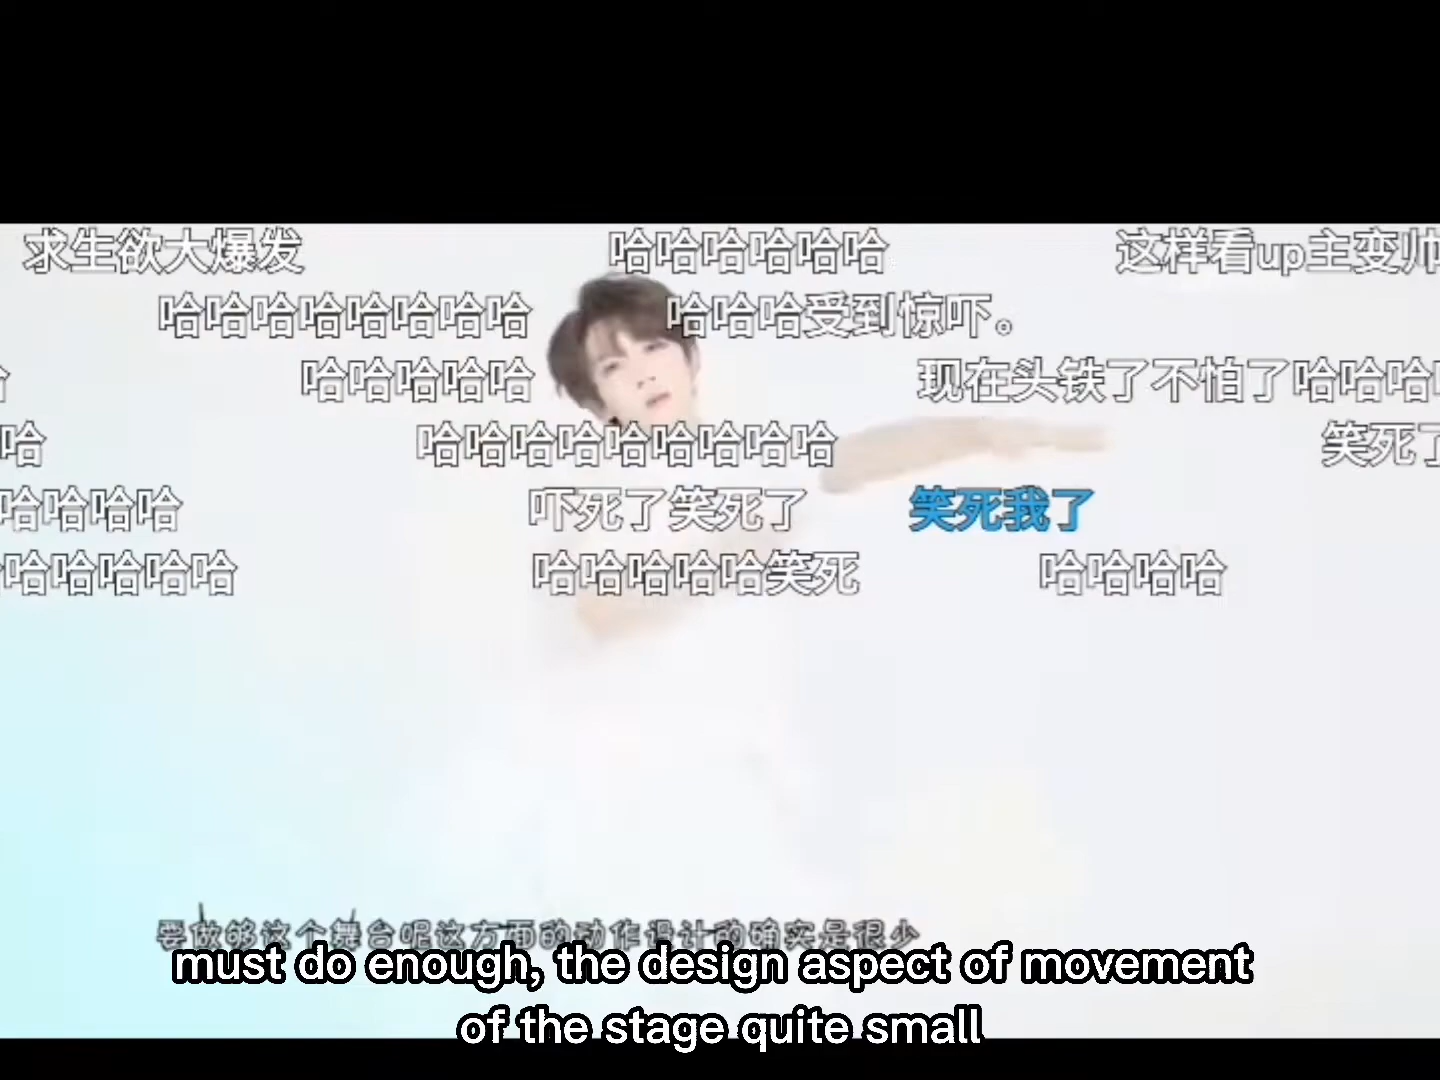 求生欲大爆发 哈哈哈哈哈哈 这样看up主变帅
哈哈哈哈哈哈哈哈 哈哈哈受到惊吓。
哈哈哈哈哈 现在头铁了不怕了哈哈哈
哈 哈哈哈哈哈哈哈哈哈 笑死了
哈哈哈哈 吓死了笑死了 笑死我了
哈哈哈哈哈 哈哈哈哈哈笑死 哈哈哈哈
要做够这个舞台呢这方面的动作设计的确实是很少
must do enough, the design aspect of movement
of the stage quite small